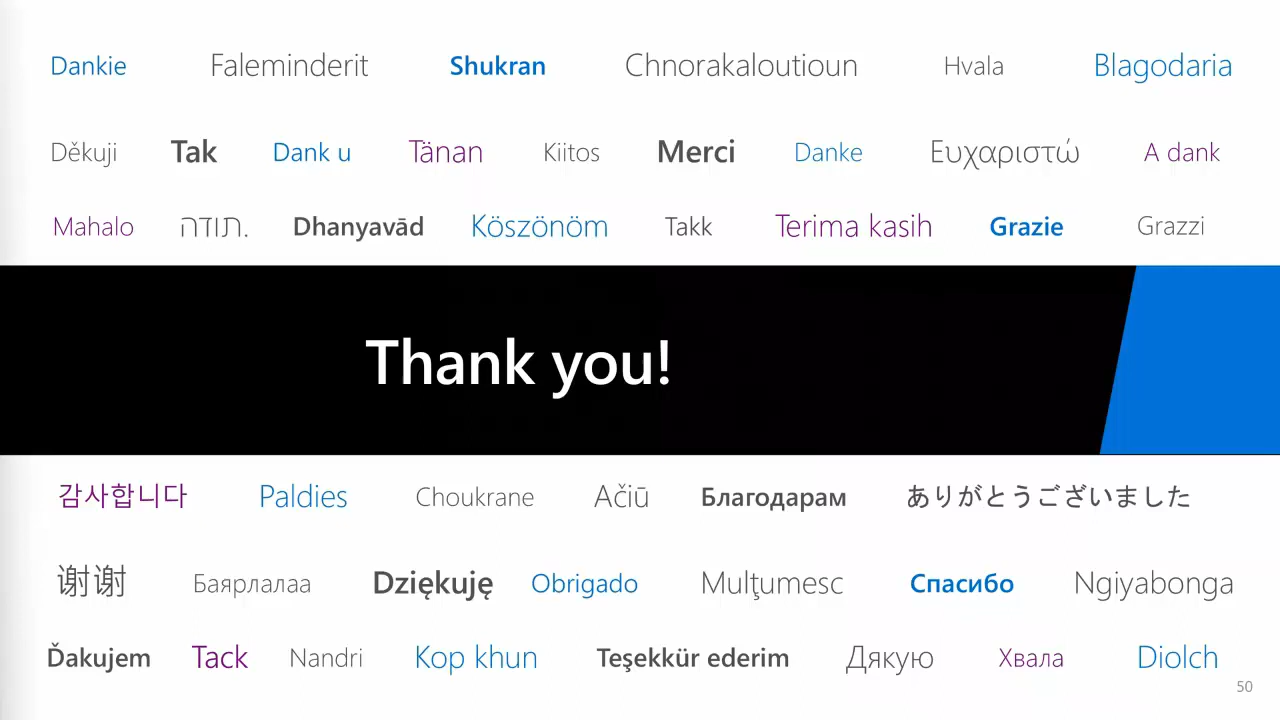 Dankie Faleminderit Shukran Chnorakaloutioun Hvala Blagodaria
Děkuji Tak Dank u Tänan Kiitos Merci Danke Ευχαριστώ A dank
Mahalo תודה. Dhanyavād Köszönöm Takk Terima kasih Grazie Grazzi
Thank you!
감사합니다 Paldies Choukrane Ačiū Благодарам ありがとうございました
谢谢 Баярлалаа Dziękuję Obrigado Mulţumesc Спасибо Ngiyabonga
Ďakujem Tack Nandri Kop khun Teşekkür ederim Дякую Хвала Diolch
50